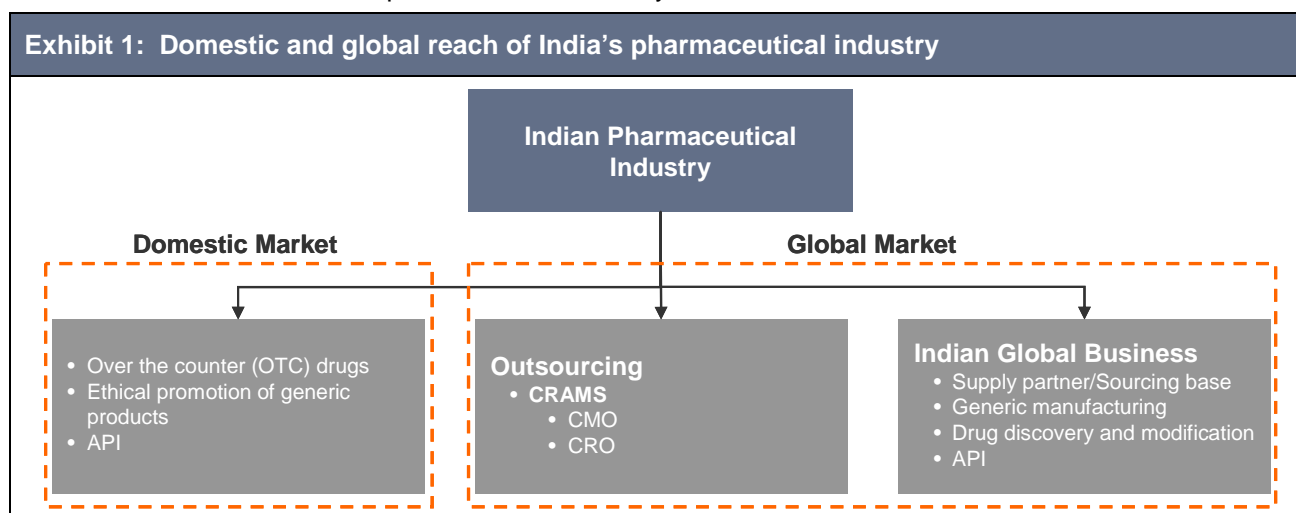 Exhibit 1: Domestic and global reach of India's pharmaceutical industry
Indian Pharmaceutical
Industry
Domestic Market
Global Market
• Over the counter (OTC) drugs
• Ethical promotion of generic
products
• API
Outsourcing
• CRAMS
• CMO
• CRO
Indian Global Business
• Supply partner/Sourcing base
• Generic manufacturing
• Drug discovery and modification
• API